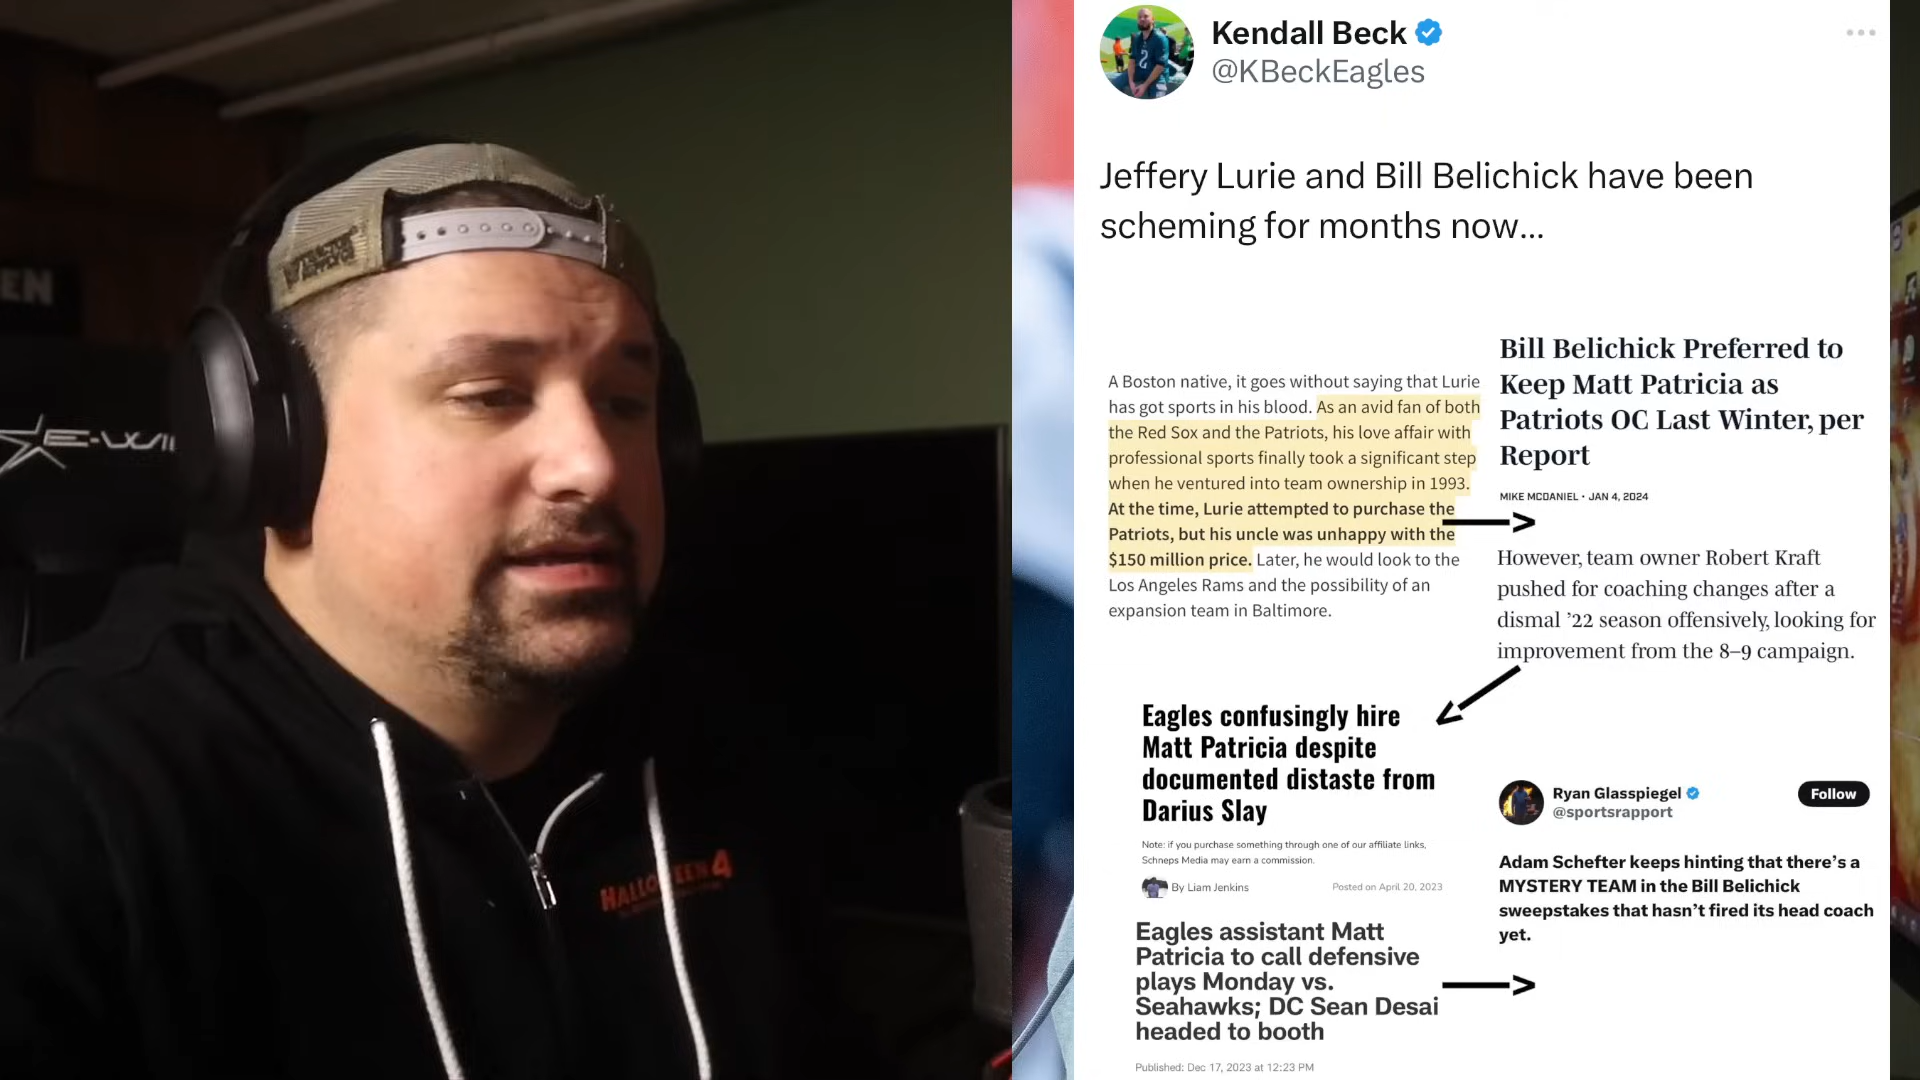 EN
E-WI
HALLOWEEN 4
Kendall Beck
@KBeckEagles
Jeffery Lurie and Bill Belichick have been
scheming for months now...
A Boston native, it goes without saying that Lurie
has got sports in his blood. As an avid fan of both
the Red Sox and the Patriots, his love affair with
professional sports finally took a significant step
when he ventured into team ownership in 1993.
At the time, Lurie attempted to purchase the
Patriots, but his uncle was unhappy with the
$150 million price. Later, he would look to the
Los Angeles Rams and the possibility of an
expansion team in Baltimore.
Bill Belichick Preferred to
Keep Matt Patricia as
Patriots OC Last Winter, per
Report
MIKE MCDANIEL • JAN 4, 2024
However, team owner Robert Kraft
pushed for coaching changes after a
dismal ’22 season offensively, looking for
improvement from the 8–9 campaign.
Eagles confusingly hire
Matt Patricia despite
documented distaste from
Darius Slay
Note: if you purchase something through one of our affiliate links,
Schneps Media may earn a commission.
By Liam Jenkins
Posted on April 20, 2023
Eagles assistant Matt
Patricia to call defensive
plays Monday vs.
Seahawks; DC Sean Desai
headed to booth
Published: Dec 17, 2023 at 12:23 PM
Ryan Glasspiegel
@sportsrapport
Follow
Adam Schefter keeps hinting that there’s a
MYSTERY TEAM in the Bill Belichick
sweepstakes that hasn’t fired its head coach
yet.